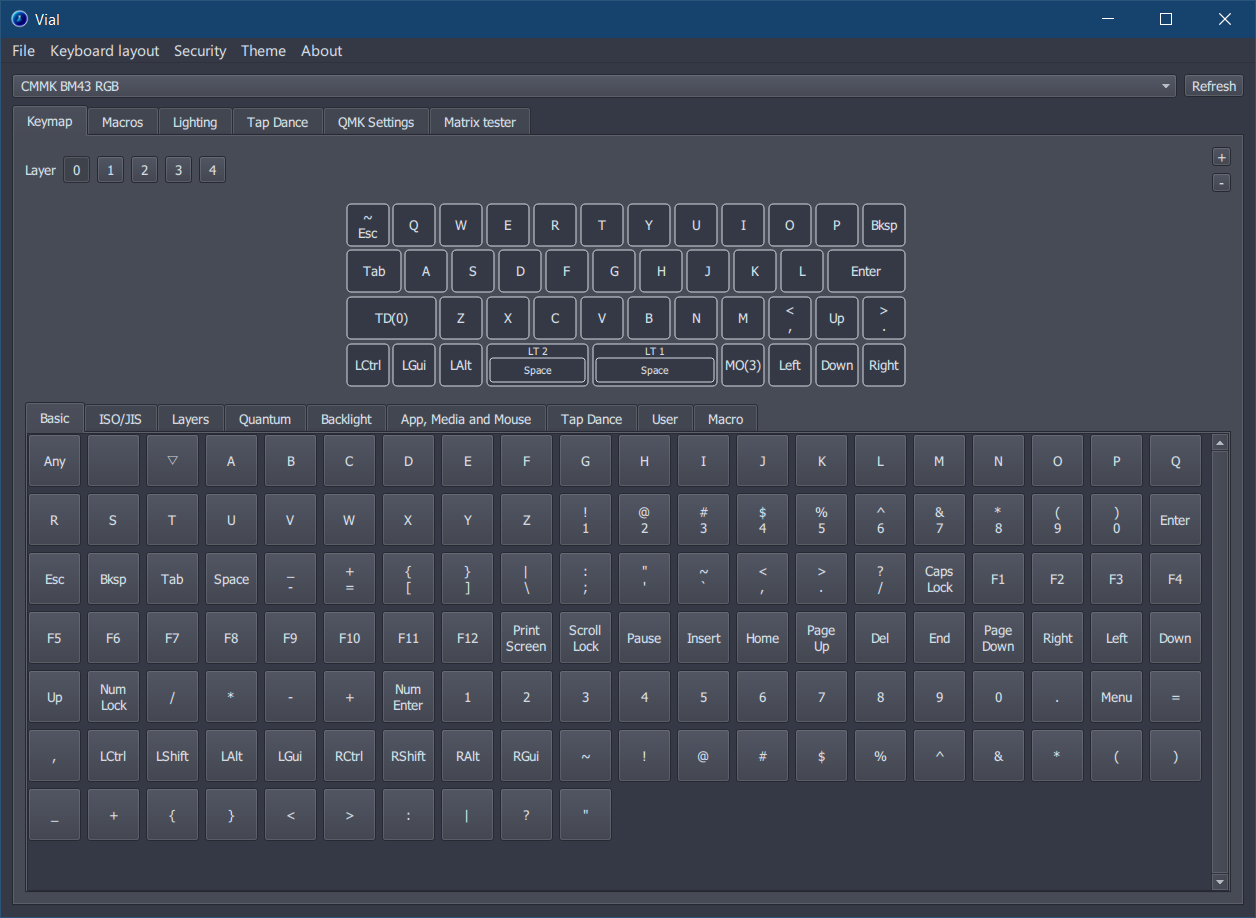 Vial
File Keyboard layout Security Theme About
CMMK BM43 RGB Refresh
Keymap Macros Lighting Tap Dance QMK Settings Matrix tester
Layer 0 1 2 3 4 +
-
~
Esc Q W E R T Y U I O P Bksp
Tab A S D F G H J K L Enter
TD(0) Z X C V B N M < Up >
, .
LCtrl LGui LAlt LT 2 LT 1 MO(3) Left Down Right
Space Space
Basic ISO/JIS Layers Quantum Backlight App, Media and Mouse Tap Dance User Macro
Any ▽ A B C D E F G H I J K L M N O P Q
R S T U V W X Y Z ! @ # $ % ^ & * ( ) Enter
1 2 3 4 5 6 7 8 9 0
Esc Bksp Tab Space _ + { } | : " ~ < > ? Caps F1 F2 F3 F4
- = [ ] \ ; ' ` , . / Lock
F5 F6 F7 F8 F9 F10 F11 F12 Print Scroll Pause Insert Home Page Del End Page Right Left Down
Screen Lock Up Down
Up Num / * - + Num 1 2 3 4 5 6 7 8 9 0 . Menu =
Lock Enter
, LCtrl LShift LAlt LGui RCtrl RShift RAlt RGui ~ ! @ # $ % ^ & * ( )
_ + { } < > : | ? "